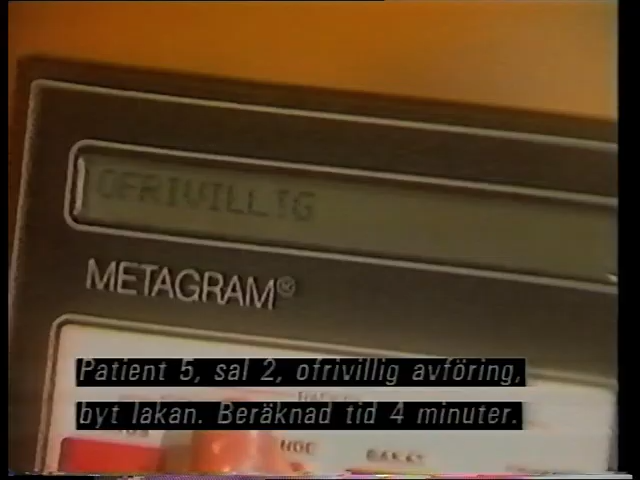 OFRIVILLIG
METAGRAM®
Patient 5, sal 2, ofrivillig avföring,
byt lakan. Beräknad tid 4 minuter.